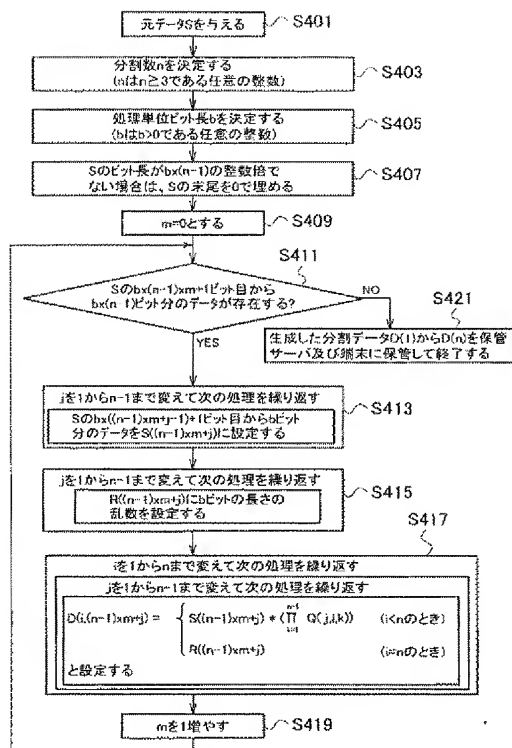 元データSを与える
S401
分割数nを決定する
(nはn≧3である任意の整数)
S403
処理単位ビット長bを決定する
(bはb>0である任意の整数)
S405
Sのビット長がb×(n-1)の整数倍で
ない場合は、Sの末尾を0で埋める
S407
m=0とする
S409
S411
Sのb×(n-1)×m+1ビット目から
b×(n-1)ビット分のデータが存在する?
NO
YES
S421
生成した分割データD(1)からD(n)を保管
サーバ及び端末に保管して終了する
jを1からn-1まで変えて次の処理を繰り返す
S413
Sのb×((n-1)×m+j-1)+1ビット目からbビット
分のデータをS((n-1)×m+j)に設定する
jを1からn-1まで変えて次の処理を繰り返す
S415
R((n-1)×m+j)にbビットの長さの
乱数を設定する
S417
iを1からnまで変えて次の処理を繰り返す
jを1からn-1まで変えて次の処理を繰り返す
D(i,(n-1)×m+j) = S((n-1)×m+j) * (Π Q(j,i,k)) (i<nのとき)
R((n-1)×m+j) (i=nのとき)
と設定する
mを1増やす
S419